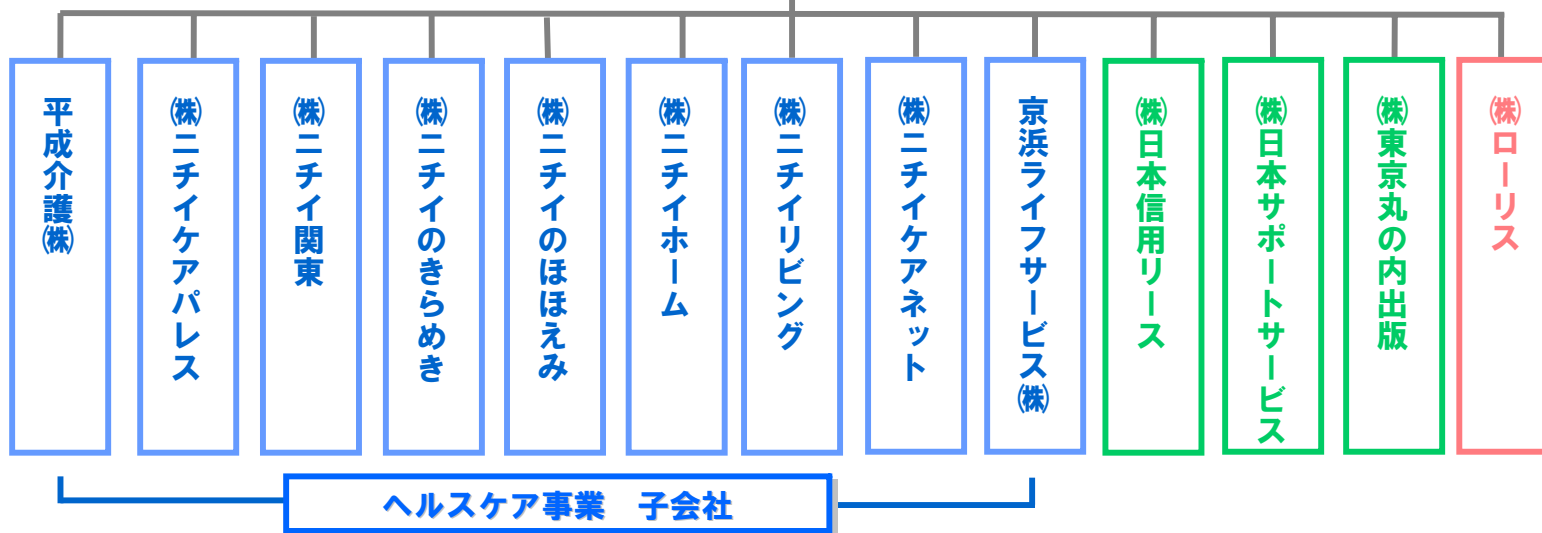 平成介護㈱
㈱ニチイケアパレス
㈱ニチイ関東
㈱ニチイのきらめき
㈱ニチイのほほえみ
㈱ニチイホーム
㈱ニチイリビング
㈱ニチイケアネット
京浜ライフサービス㈱
㈱日本信用リース
㈱日本サポートサービス
㈱東京丸の内出版
㈱ローリス
ヘルスケア事業　子会社